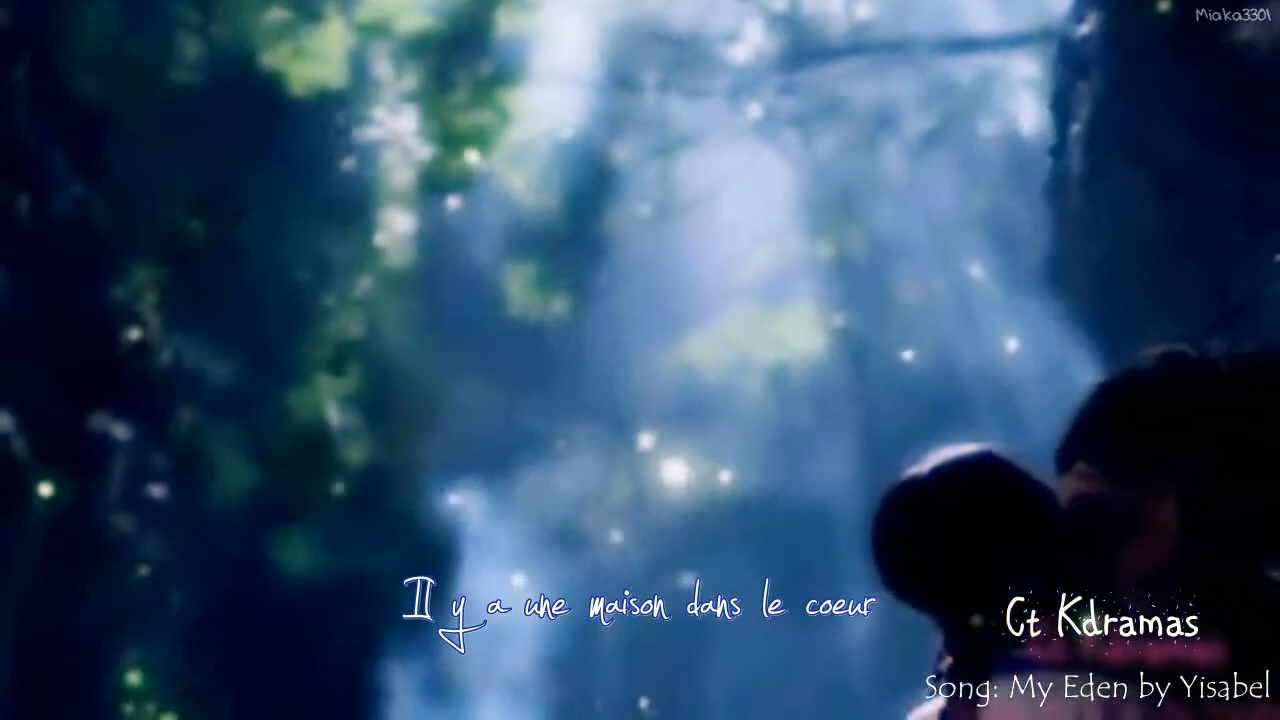 Miaka3301
Il y a une maison dans le coeur
Ct Kdramas
Song: My Eden by Yisabel